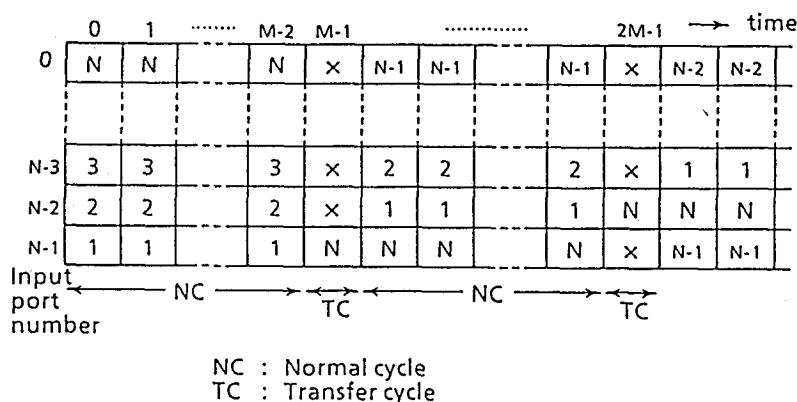 0 1 ........ M-2 M-1 ............. 2M-1 → time
0 N N N × N-1 N-1 N-1 × N-2 N-2
N-3 3 3 3 × 2 2 2 × 1 1
N-2 2 2 2 × 1 1 1 N N N
N-1 1 1 1 N N N N × N-1 N-1
Input port number
NC TC NC TC
NC : Normal cycle
TC : Transfer cycle